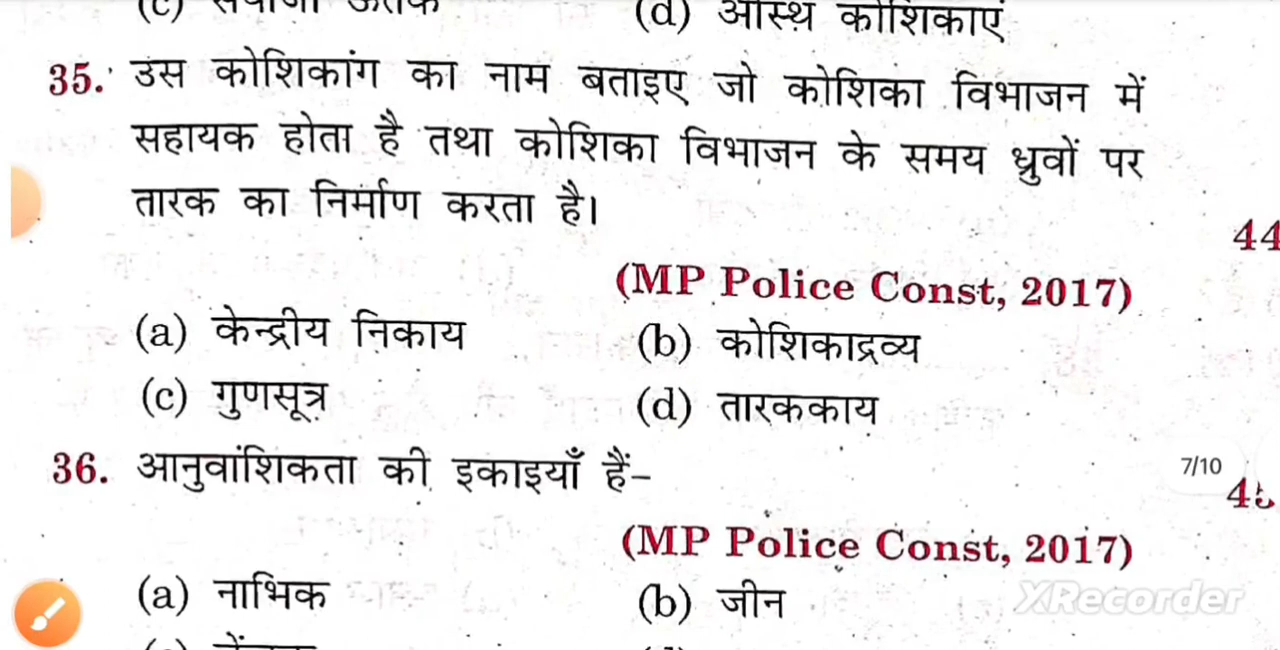 (c) (d) अस्थि कोशिकाएं
35. उस कोशिकांग का नाम बताइए जो कोशिका विभाजन में
सहायक होता है तथा कोशिका विभाजन के समय ध्रुवों पर
तारक का निर्माण करता है।
44
(MP Police Const, 2017)
(a) केन्द्रीय निकाय (b) कोशिकाद्रव्य
(c) गुणसूत्र (d) तारककाय
36. आनुवांशिकता की इकाइयाँ हैं-
7/10
(MP Police Const, 2017)
(a) नाभिक (b) जीन
XRecorder